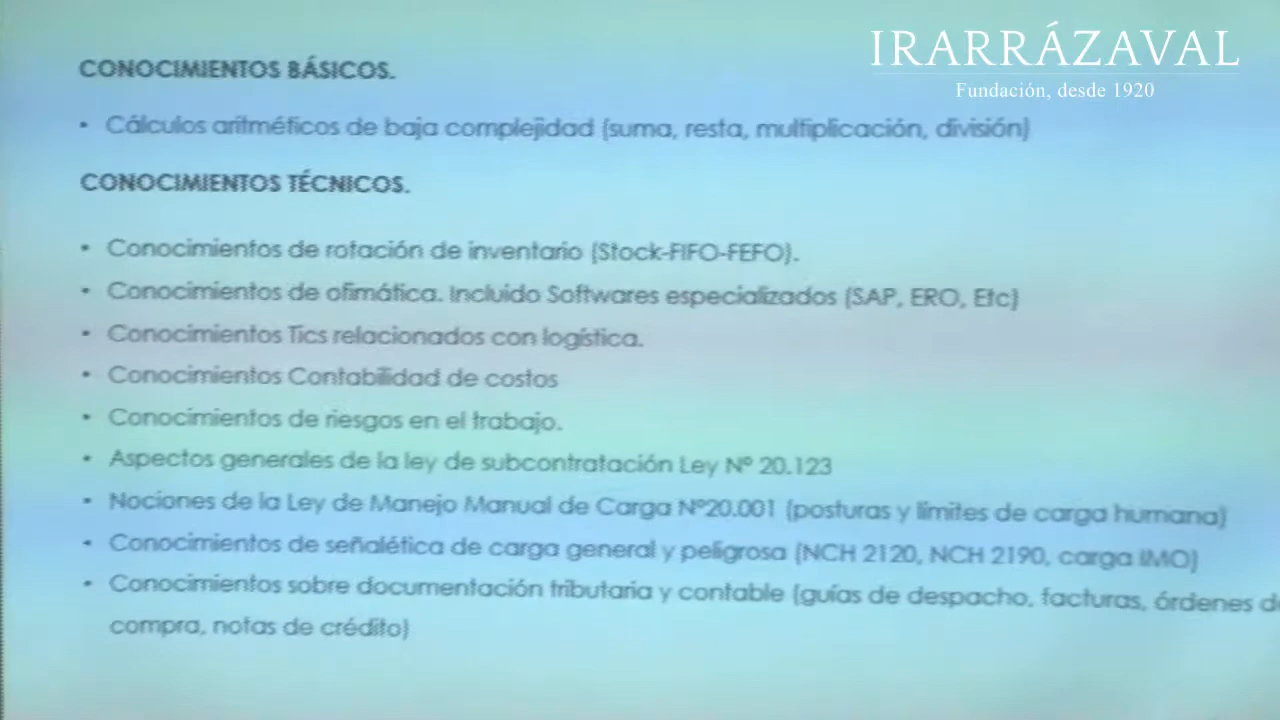 IRARRÁZAVAL
Fundación, desde 1920
CONOCIMIENTOS BÁSICOS.
• Cálculos aritméticos de baja complejidad (suma, resta, multiplicación, división)
CONOCIMIENTOS TÉCNICOS.
• Conocimientos de rotación de inventario (Stock-FIFO-FEFO).
• Conocimientos de ofimática. Incluido Softwares especializados (SAP, ERO, Etc)
• Conocimientos Tics relacionados con logística.
• Conocimientos Contabilidad de costos
• Conocimientos de riesgos en el trabajo.
• Aspectos generales de la ley de subcontratación Ley Nº 20.123
• Nociones de la Ley de Manejo Manual de Carga Nº20.001 (posturas y límites de carga humana)
• Conocimientos de señalética de carga general y peligrosa (NCH 2120, NCH 2190, carga IMO)
• Conocimientos sobre documentación tributaria y contable (guías de despacho, facturas, órdenes d
compra, notas de crédito)